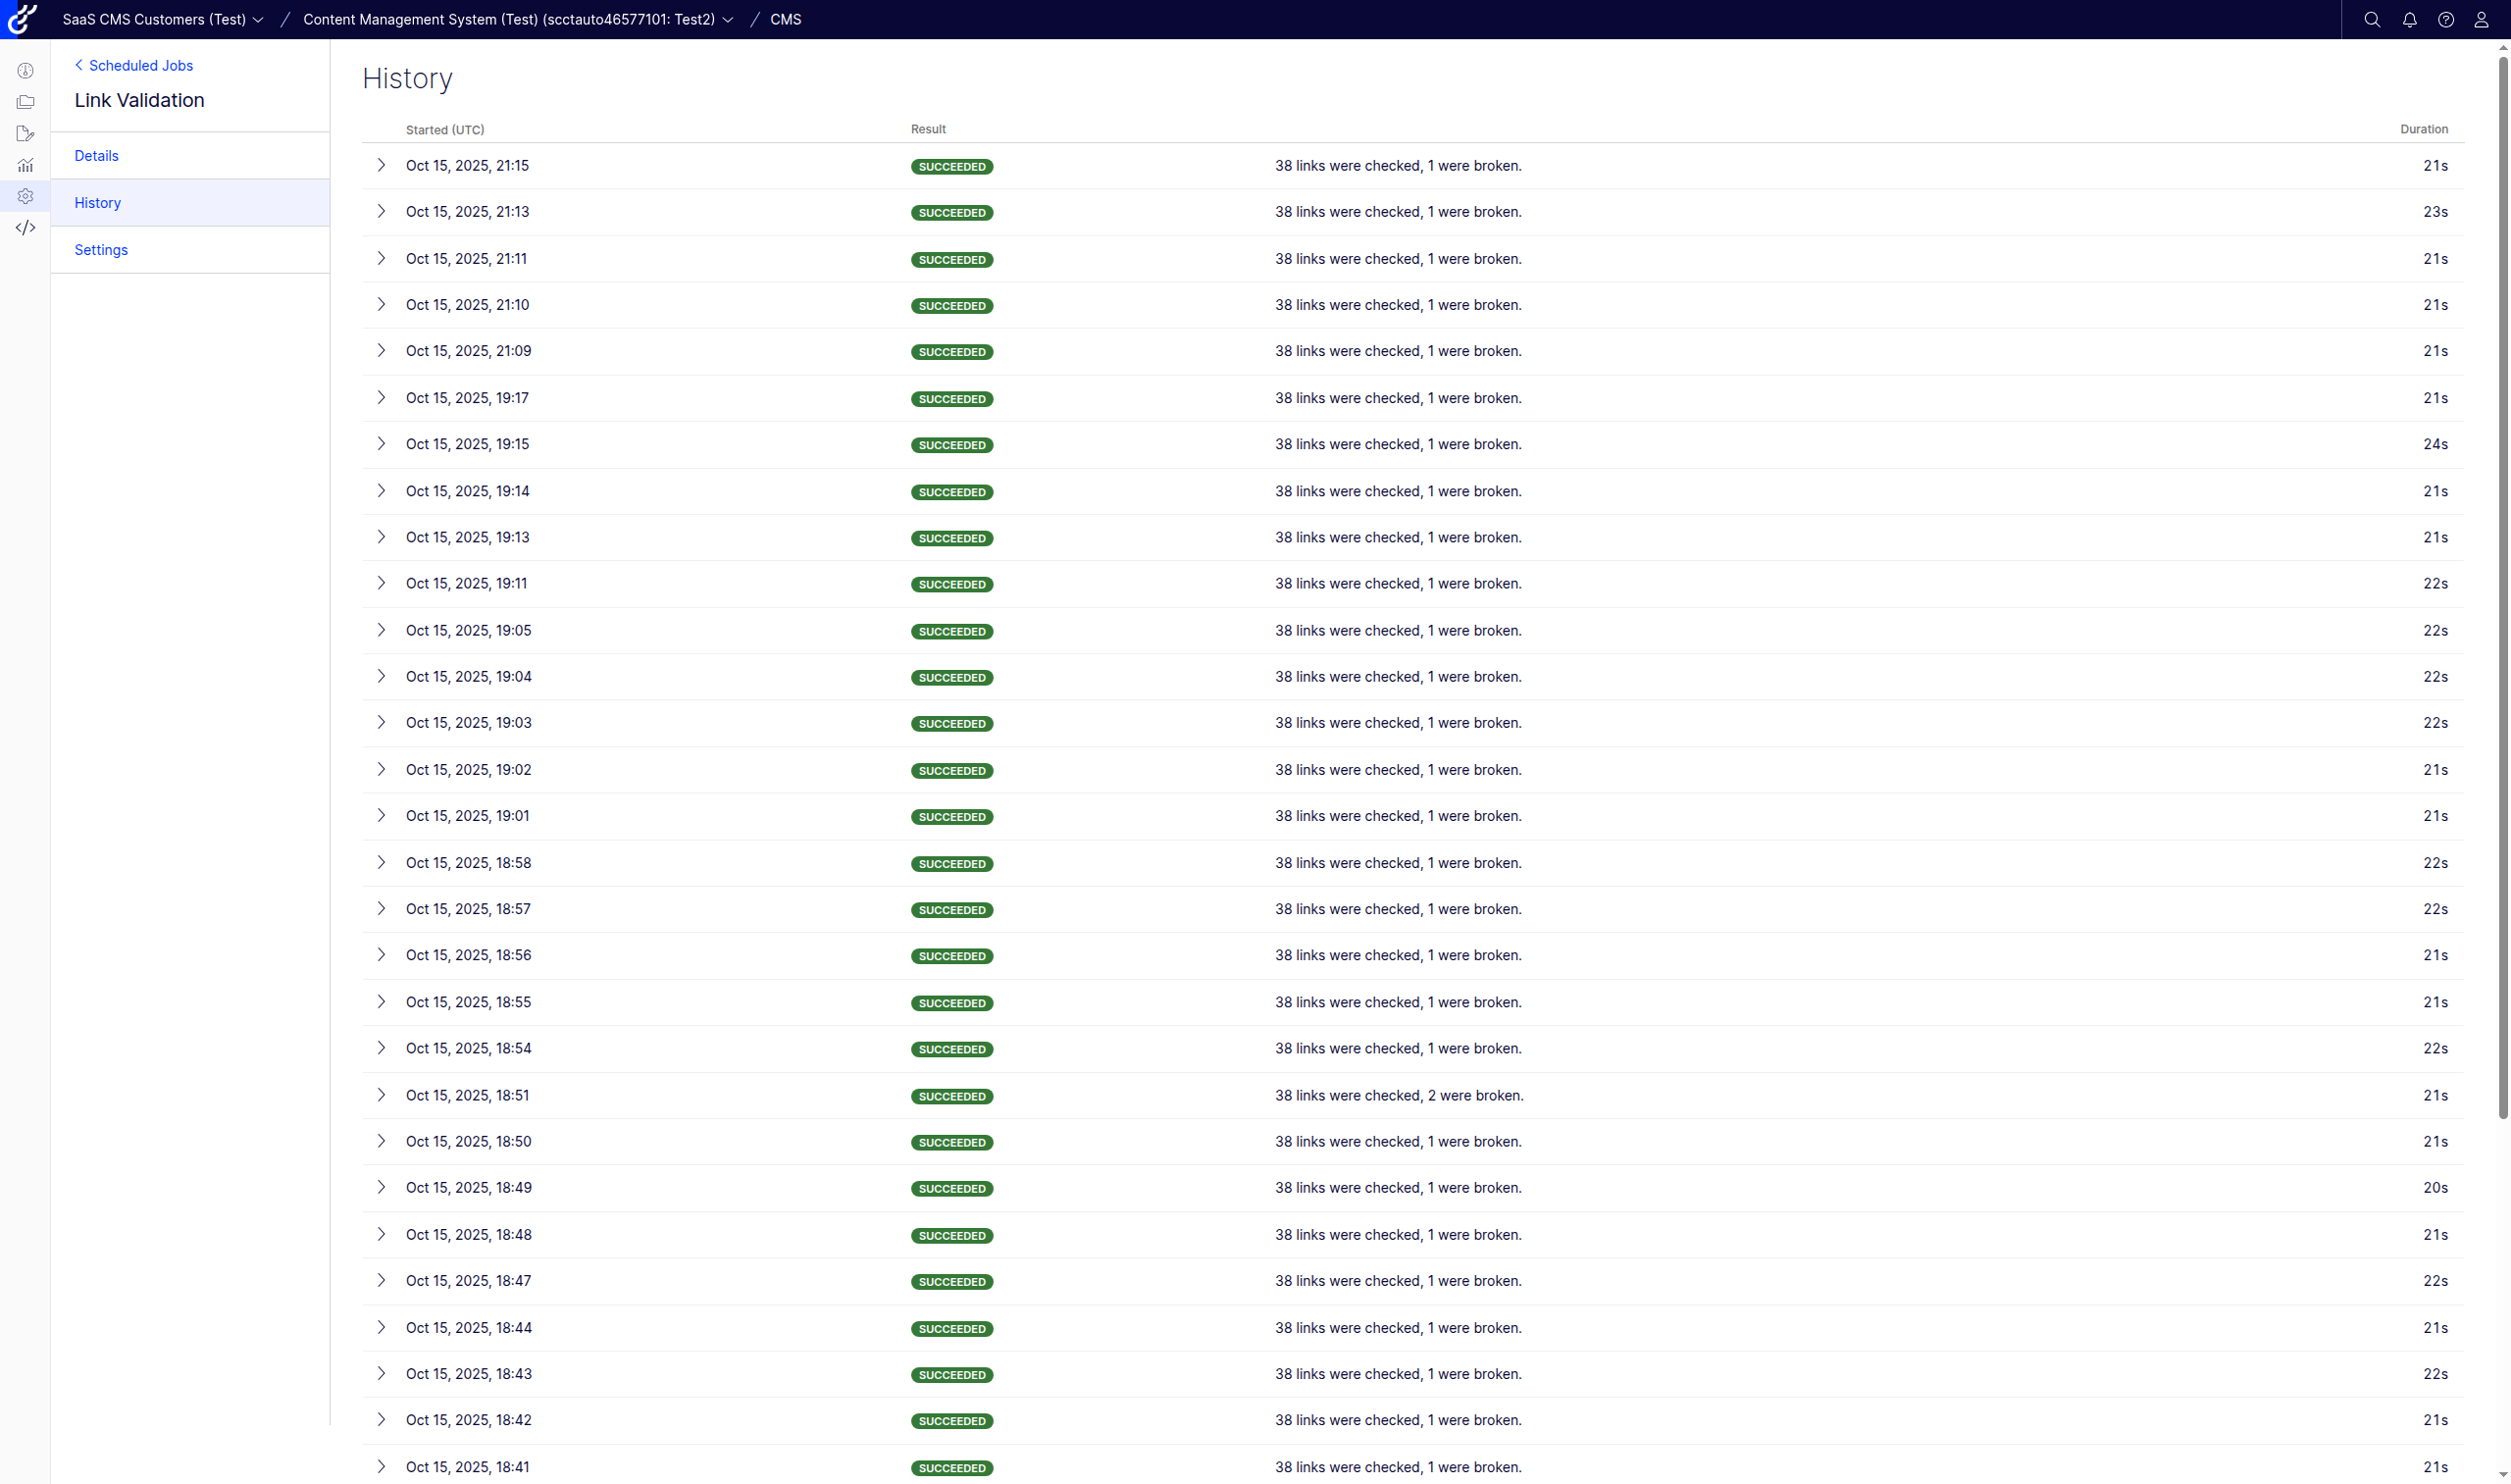 SaaS CMS Customers (Test) / Content Management System (Test) (scctauto46577101: Test2) / CMS
Scheduled Jobs
Link Validation
Details
History
Settings
History
Started (UTC) Result Duration
Oct 15, 2025, 21:15 SUCCEEDED 38 links were checked, 1 were broken. 21s
Oct 15, 2025, 21:13 SUCCEEDED 38 links were checked, 1 were broken. 23s
Oct 15, 2025, 21:11 SUCCEEDED 38 links were checked, 1 were broken. 21s
Oct 15, 2025, 21:10 SUCCEEDED 38 links were checked, 1 were broken. 21s
Oct 15, 2025, 21:09 SUCCEEDED 38 links were checked, 1 were broken. 21s
Oct 15, 2025, 19:17 SUCCEEDED 38 links were checked, 1 were broken. 21s
Oct 15, 2025, 19:15 SUCCEEDED 38 links were checked, 1 were broken. 24s
Oct 15, 2025, 19:14 SUCCEEDED 38 links were checked, 1 were broken. 21s
Oct 15, 2025, 19:13 SUCCEEDED 38 links were checked, 1 were broken. 21s
Oct 15, 2025, 19:11 SUCCEEDED 38 links were checked, 1 were broken. 22s
Oct 15, 2025, 19:05 SUCCEEDED 38 links were checked, 1 were broken. 22s
Oct 15, 2025, 19:04 SUCCEEDED 38 links were checked, 1 were broken. 22s
Oct 15, 2025, 19:03 SUCCEEDED 38 links were checked, 1 were broken. 22s
Oct 15, 2025, 19:02 SUCCEEDED 38 links were checked, 1 were broken. 21s
Oct 15, 2025, 19:01 SUCCEEDED 38 links were checked, 1 were broken. 21s
Oct 15, 2025, 18:58 SUCCEEDED 38 links were checked, 1 were broken. 22s
Oct 15, 2025, 18:57 SUCCEEDED 38 links were checked, 1 were broken. 22s
Oct 15, 2025, 18:56 SUCCEEDED 38 links were checked, 1 were broken. 21s
Oct 15, 2025, 18:55 SUCCEEDED 38 links were checked, 1 were broken. 21s
Oct 15, 2025, 18:54 SUCCEEDED 38 links were checked, 1 were broken. 22s
Oct 15, 2025, 18:51 SUCCEEDED 38 links were checked, 2 were broken. 21s
Oct 15, 2025, 18:50 SUCCEEDED 38 links were checked, 1 were broken. 21s
Oct 15, 2025, 18:49 SUCCEEDED 38 links were checked, 1 were broken. 20s
Oct 15, 2025, 18:48 SUCCEEDED 38 links were checked, 1 were broken. 21s
Oct 15, 2025, 18:47 SUCCEEDED 38 links were checked, 1 were broken. 22s
Oct 15, 2025, 18:44 SUCCEEDED 38 links were checked, 1 were broken. 21s
Oct 15, 2025, 18:43 SUCCEEDED 38 links were checked, 1 were broken. 22s
Oct 15, 2025, 18:42 SUCCEEDED 38 links were checked, 1 were broken. 21s
Oct 15, 2025, 18:41 SUCCEEDED 38 links were checked, 1 were broken. 21s